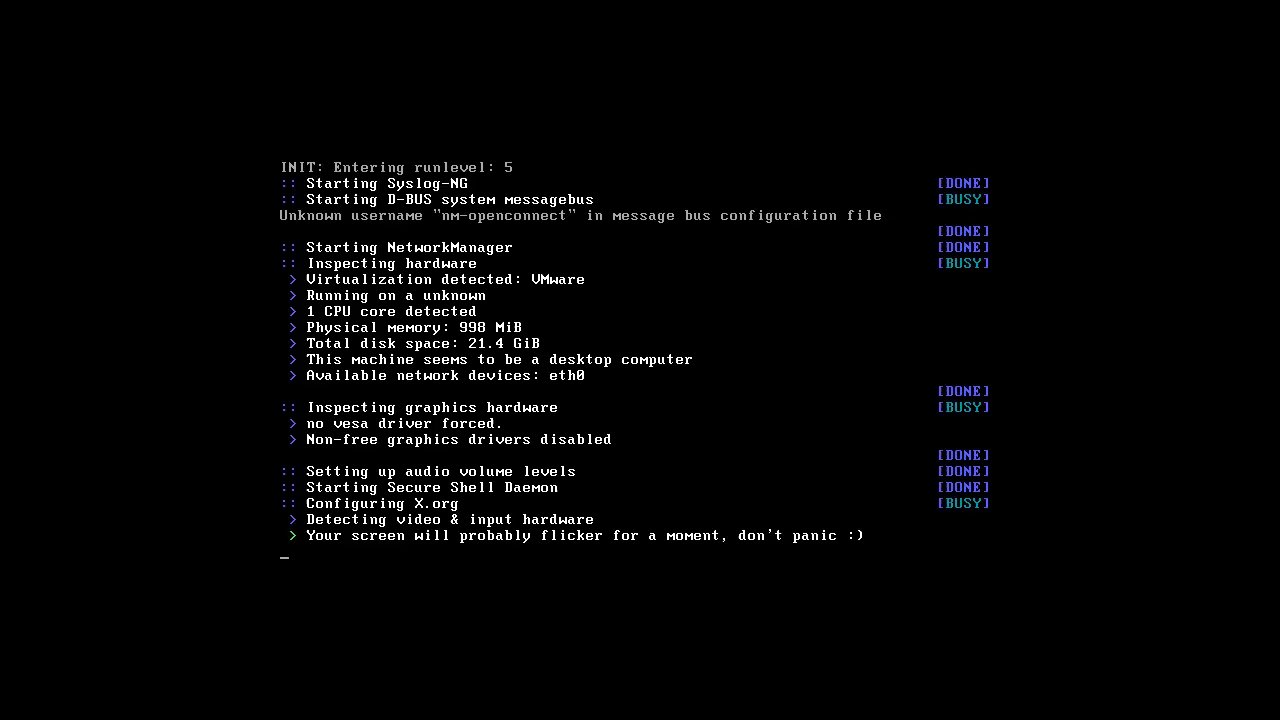 INIT: Entering runlevel: 5
:: Starting Syslog-NG [DONE]
:: Starting D-BUS system messagebus [BUSY]
Unknown username "nm-openconnect" in message bus configuration file
[DONE]
:: Starting NetworkManager [DONE]
:: Inspecting hardware [BUSY]
> Virtualization detected: VMware
> Running on a unknown
> 1 CPU core detected
> Physical memory: 998 MiB
> Total disk space: 21.4 GiB
> This machine seems to be a desktop computer
> Available network devices: eth0
[DONE]
:: Inspecting graphics hardware [BUSY]
> no vesa driver forced.
> Non-free graphics drivers disabled
[DONE]
:: Setting up audio volume levels [DONE]
:: Starting Secure Shell Daemon [DONE]
:: Configuring X.org [BUSY]
> Detecting video & input hardware
> Your screen will probably flicker for a moment, don't panic :)
_